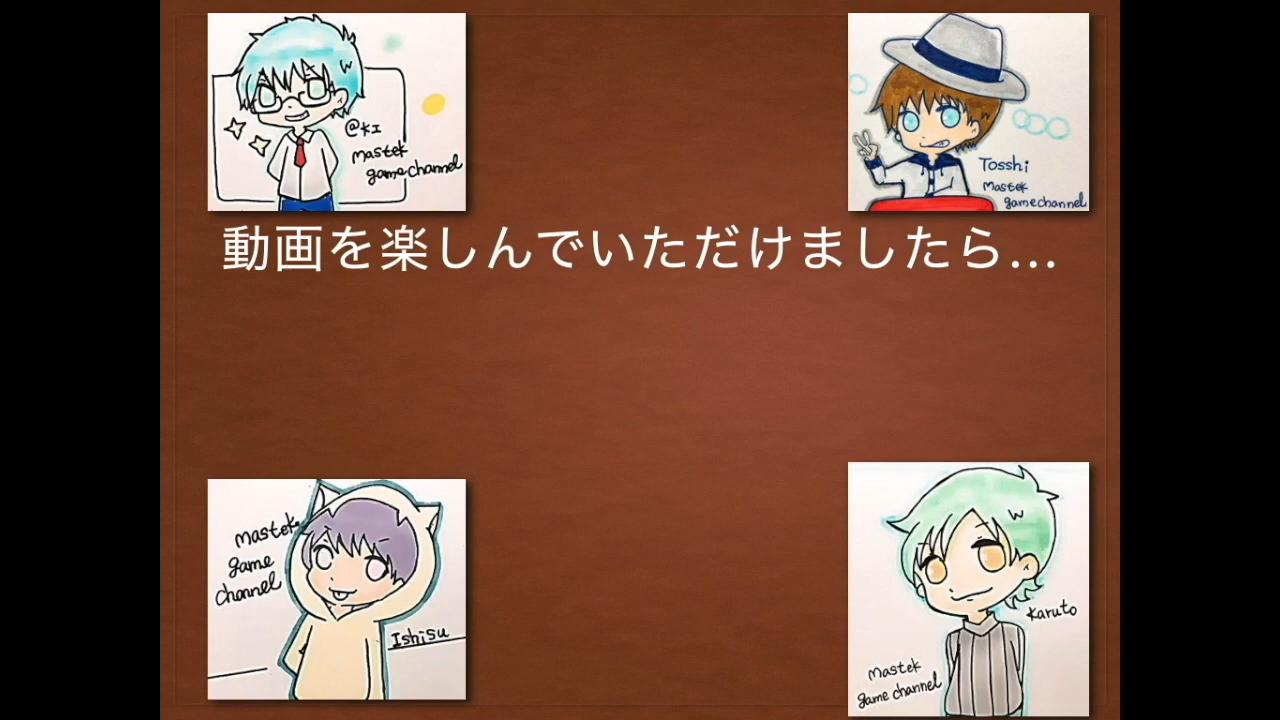 @KI
mastek
game channel
Tosshi
Mastek
gamechannel
動画を楽しんでいただけましたら…
mastek
game
channel
Ishisu
Karuto
mastek
game channel